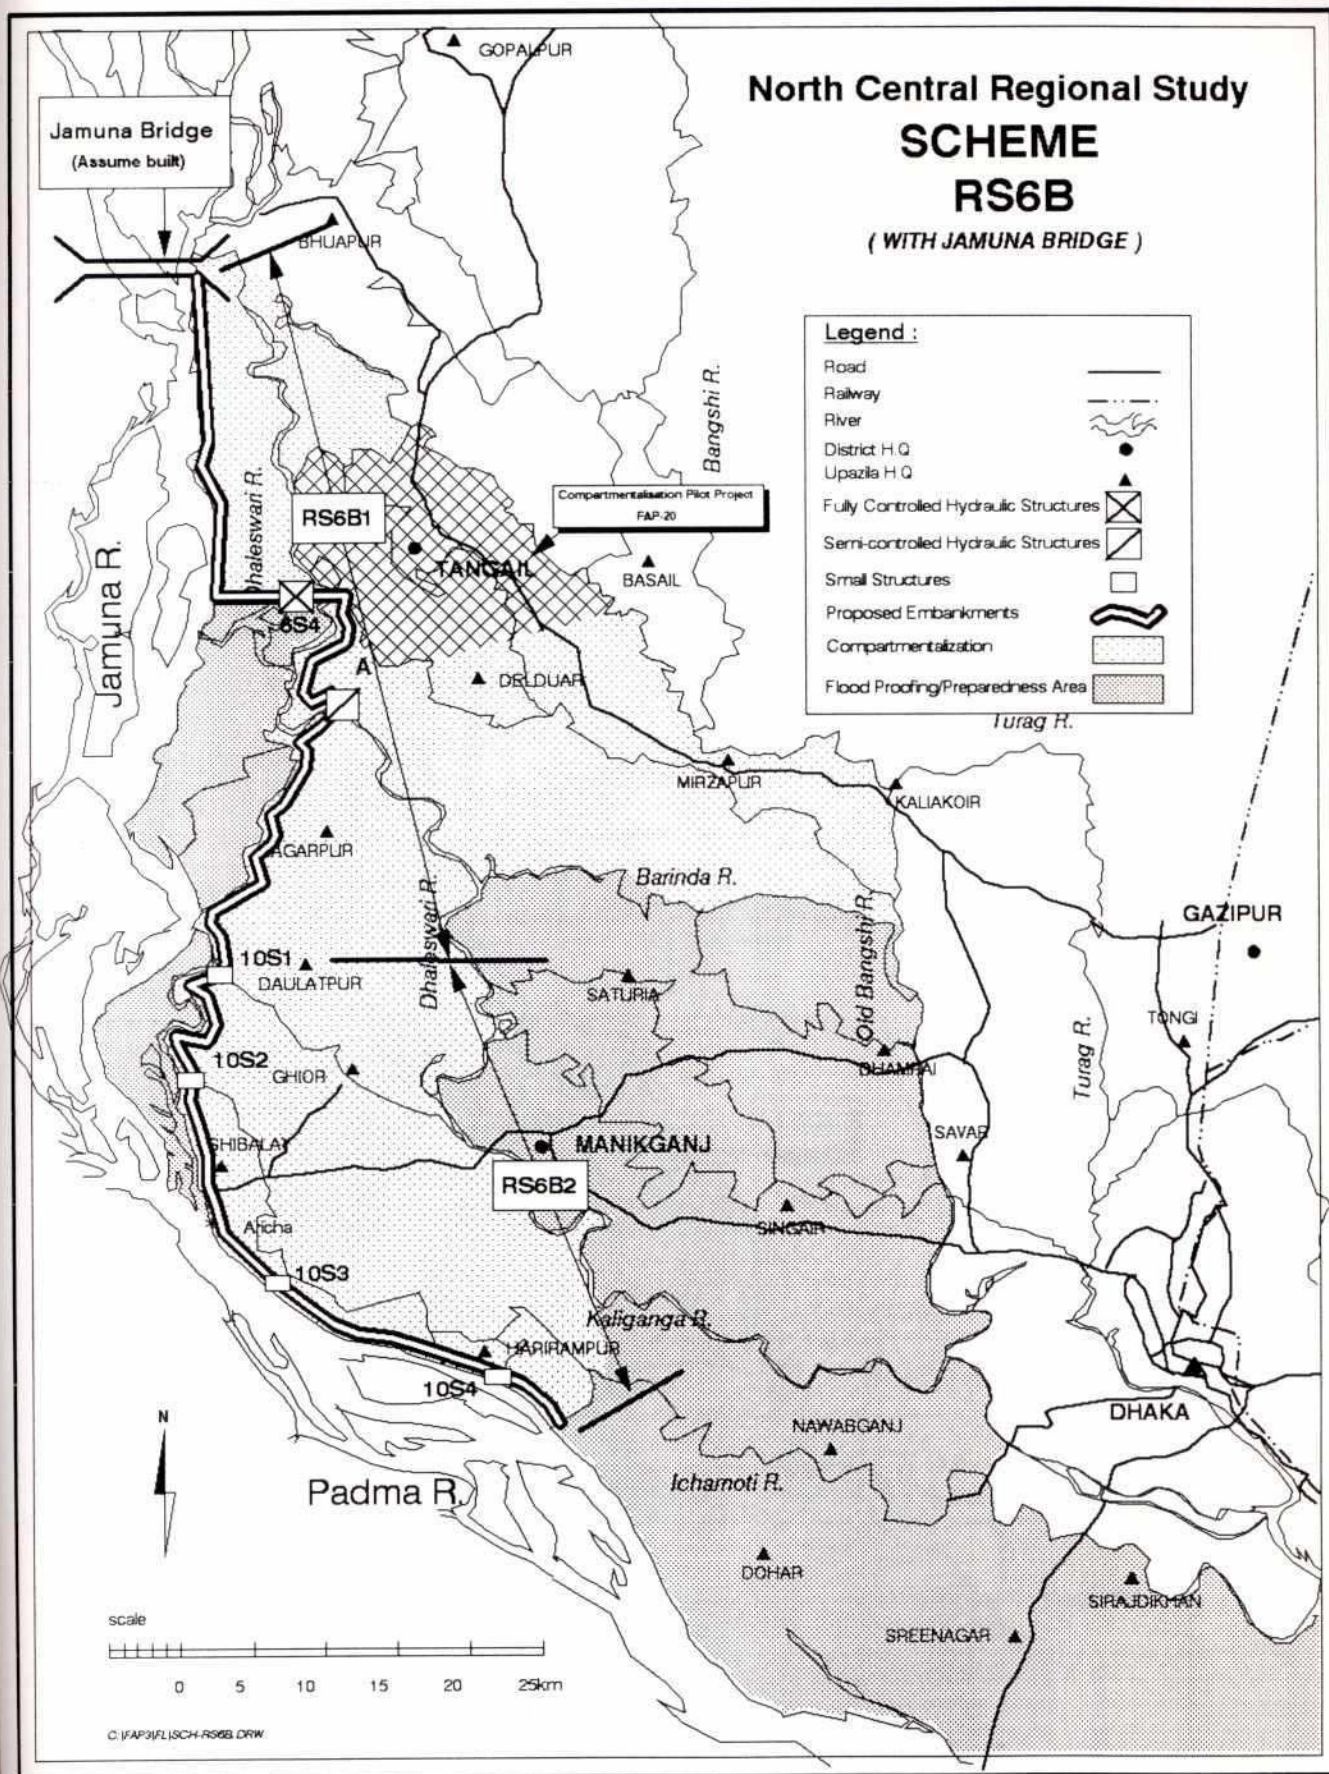 GOPALPUR
North Central Regional Study
SCHEME
RS6B
( WITH JAMUNA BRIDGE )
Jamuna Bridge
(Assume built)
BHUAPUR
Legend :
Road
Railway
River
District H.Q
Upazila H.Q
Fully Controlled Hydraulic Structures
Semi-controlled Hydraulic Structures
Small Structures
Proposed Embankments
Compartmentalization
Flood Proofing/Preparedness Area
Bangshi R.
Dhaleswari R.
RS6B1
Compartmentalisation Pilot Project
FAP-20
TANGAIL
BASAIL
Jamuna R.
6S4
A
DELDUAR
Turag R.
MIRZAPUR
KALIAKOIR
AGARPUR
Barinda R.
Dhaleswari R.
Old Bangshi R.
GAZIPUR
10S1
DAULATPUR
SATURIA
TONGI
Turag R.
10S2
GHIOR
DHAMRAI
SHIBALAY
MANIKGANJ
SAVAR
RS6B2
SINGAIR
Aricha
10S3
Kaliganga R.
HARIRAMPUR
10S4
DHAKA
N
NAWABGANJ
Padma R.
Ichamoti R.
DOHAR
SIRAJDIKHAN
SREENAGAR
scale
0 5 10 15 20 25km
C:\FAP3\FL\SCH-RS6B.DRW